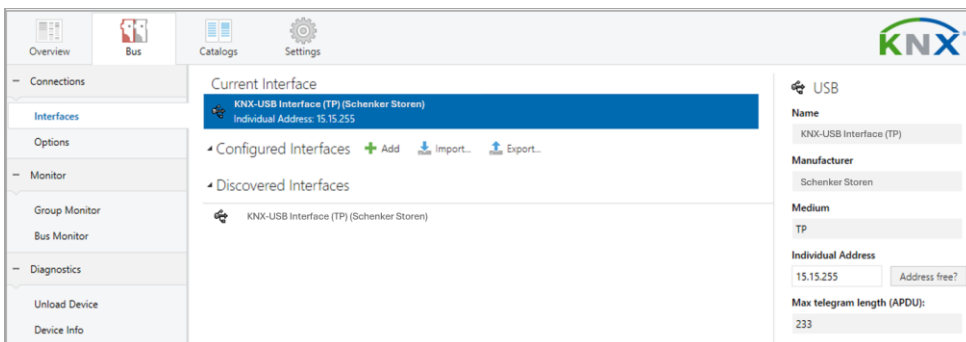 Overview
Bus
Catalogs
Settings
KNX
Connections
Interfaces
Options
Monitor
Group Monitor
Bus Monitor
Diagnostics
Unload Device
Device Info
Current Interface
KNX-USB Interface (TP) (Schenker Storen)
Individual Address: 15.15.255
Configured Interfaces + Add Import... Export...
Discovered Interfaces
KNX-USB Interface (TP) (Schenker Storen)
USB
Name
KNX-USB Interface (TP)
Manufacturer
Schenker Storen
Medium
TP
Individual Address
15.15.255 Address free?
Max telegram length (APDU):
233